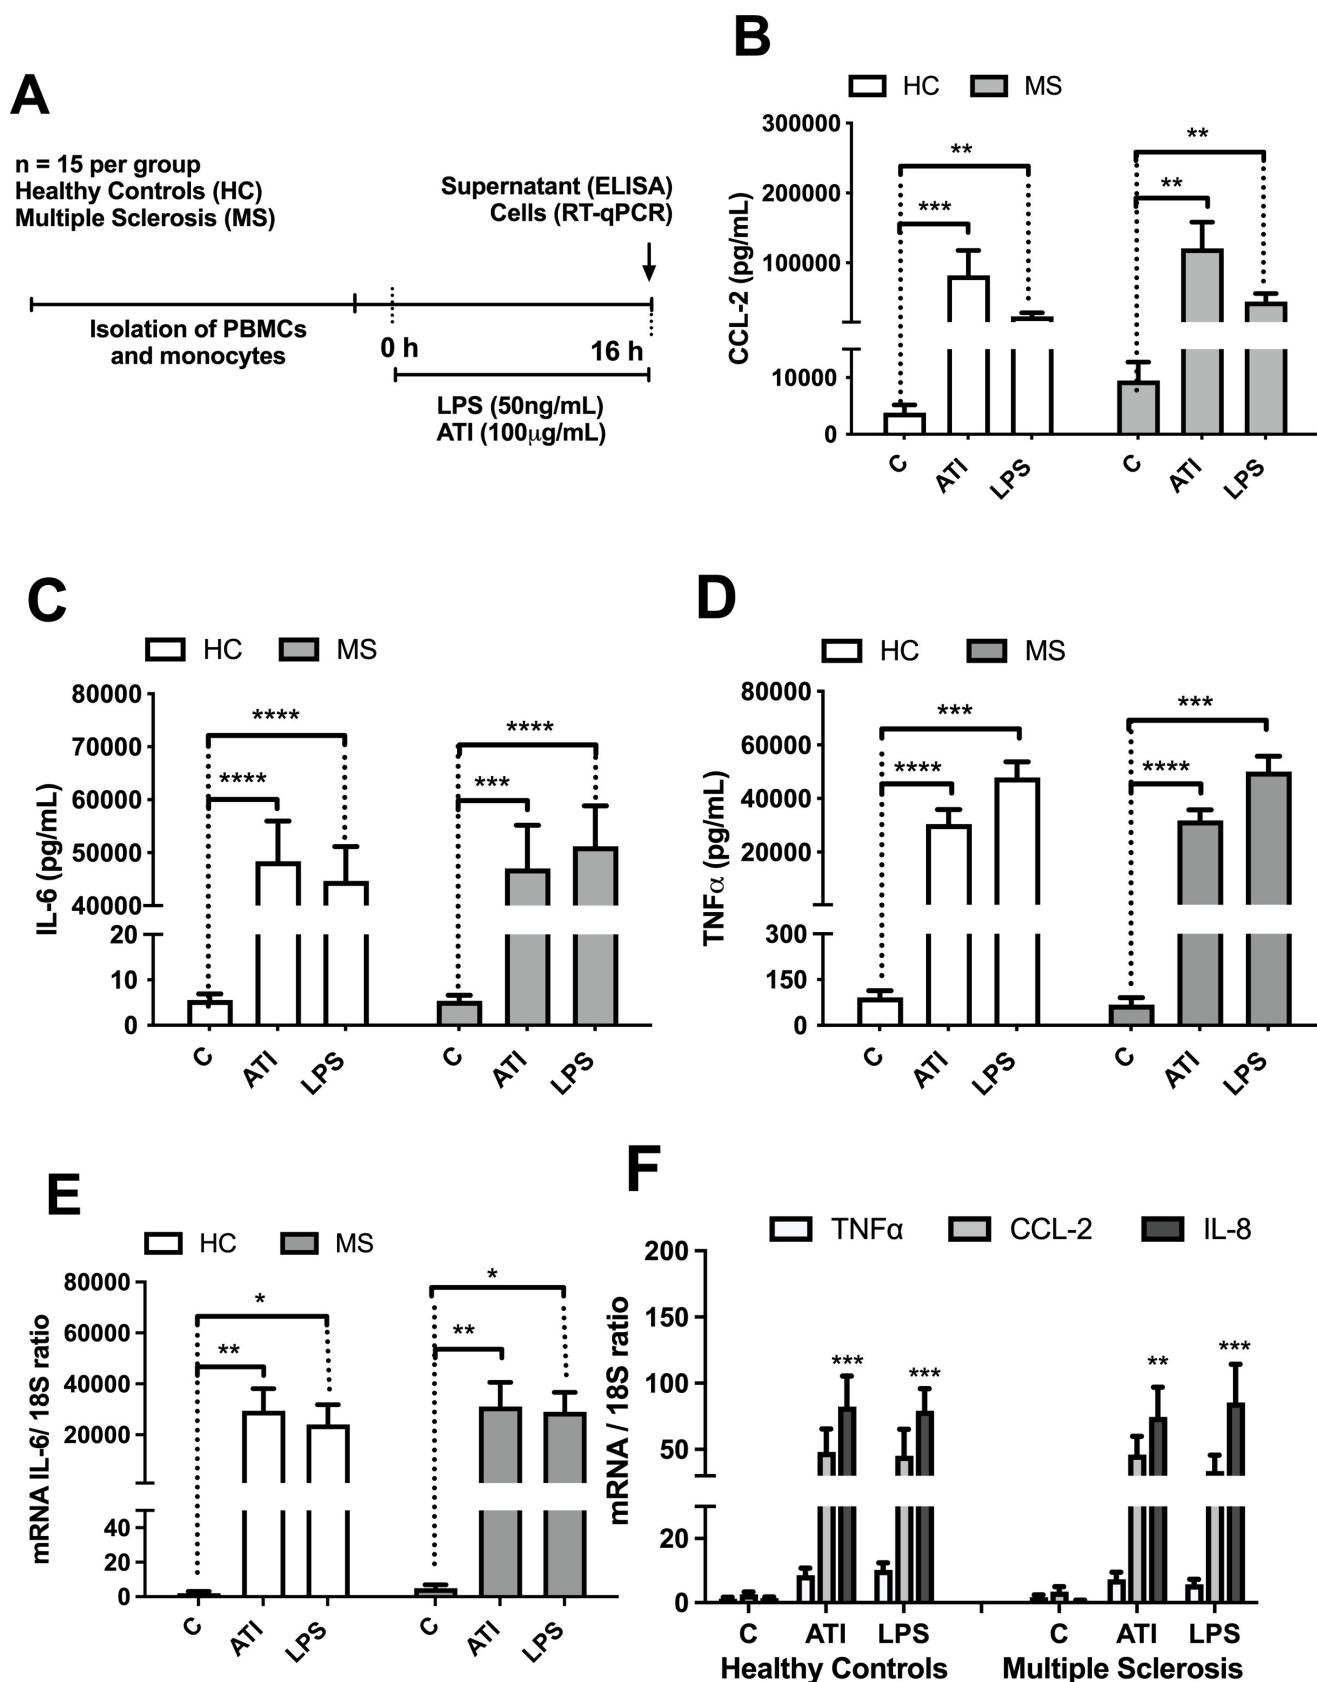 A
n = 15 per group
Healthy Controls (HC)
Multiple Sclerosis (MS)
Supernatant (ELISA)
Cells (RT-qPCR)
Isolation of PBMCs
and monocytes
0 h
16 h
LPS (50ng/mL)
ATI (100μg/mL)
B
HC MS
CCL-2 (pg/mL)
300000
200000
100000
10000
0
** **
*** **
C ATI LPS C ATI LPS
C
HC MS
IL-6 (pg/mL)
80000
70000
60000
50000
40000
20
10
0
**** ****
**** ***
C ATI LPS C ATI LPS
D
HC MS
TNFα (pg/mL)
80000
60000
40000
20000
300
150
0
*** ***
**** ****
C ATI LPS C ATI LPS
E
HC MS
mRNA IL-6/ 18S ratio
80000
60000
40000
20000
40
20
0
* *
** **
C ATI LPS C ATI LPS
F
TNFα CCL-2 IL-8
mRNA / 18S ratio
200
150
100
50
20
0
*** *** ** ***
C ATI LPS C ATI LPS
Healthy Controls Multiple Sclerosis